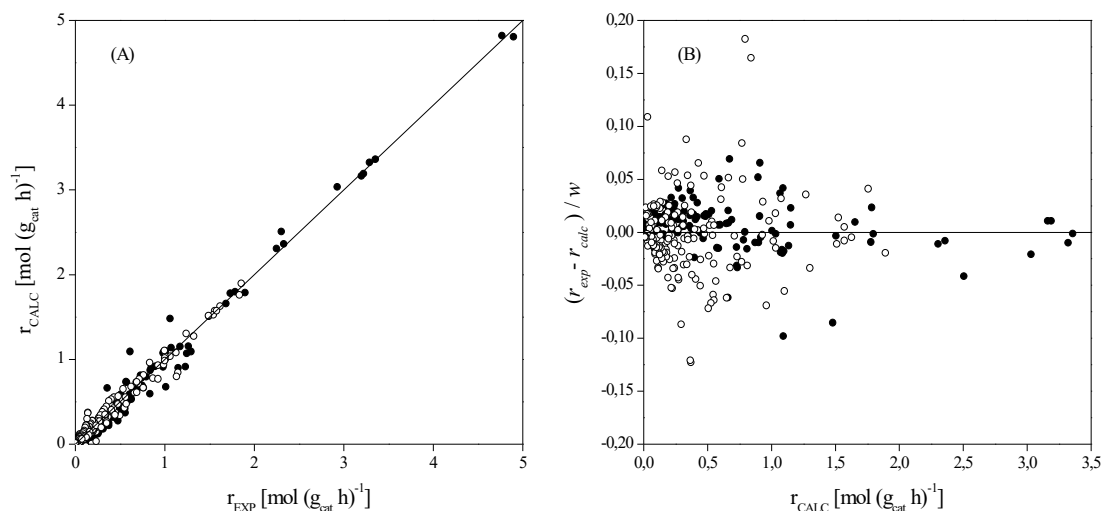 (A)
5
4
3
2
1
0
0 1 2 3 4 5
r_CALC [mol (g_cat h)^-1]
r_EXP [mol (g_cat h)^-1]
(B)
0,20
0,15
0,10
0,05
0,00
-0,05
-0,10
-0,15
-0,20
0,0 0,5 1,0 1,5 2,0 2,5 3,0 3,5
(r_exp - r_calc) / w
r_CALC [mol (g_cat h)^-1]